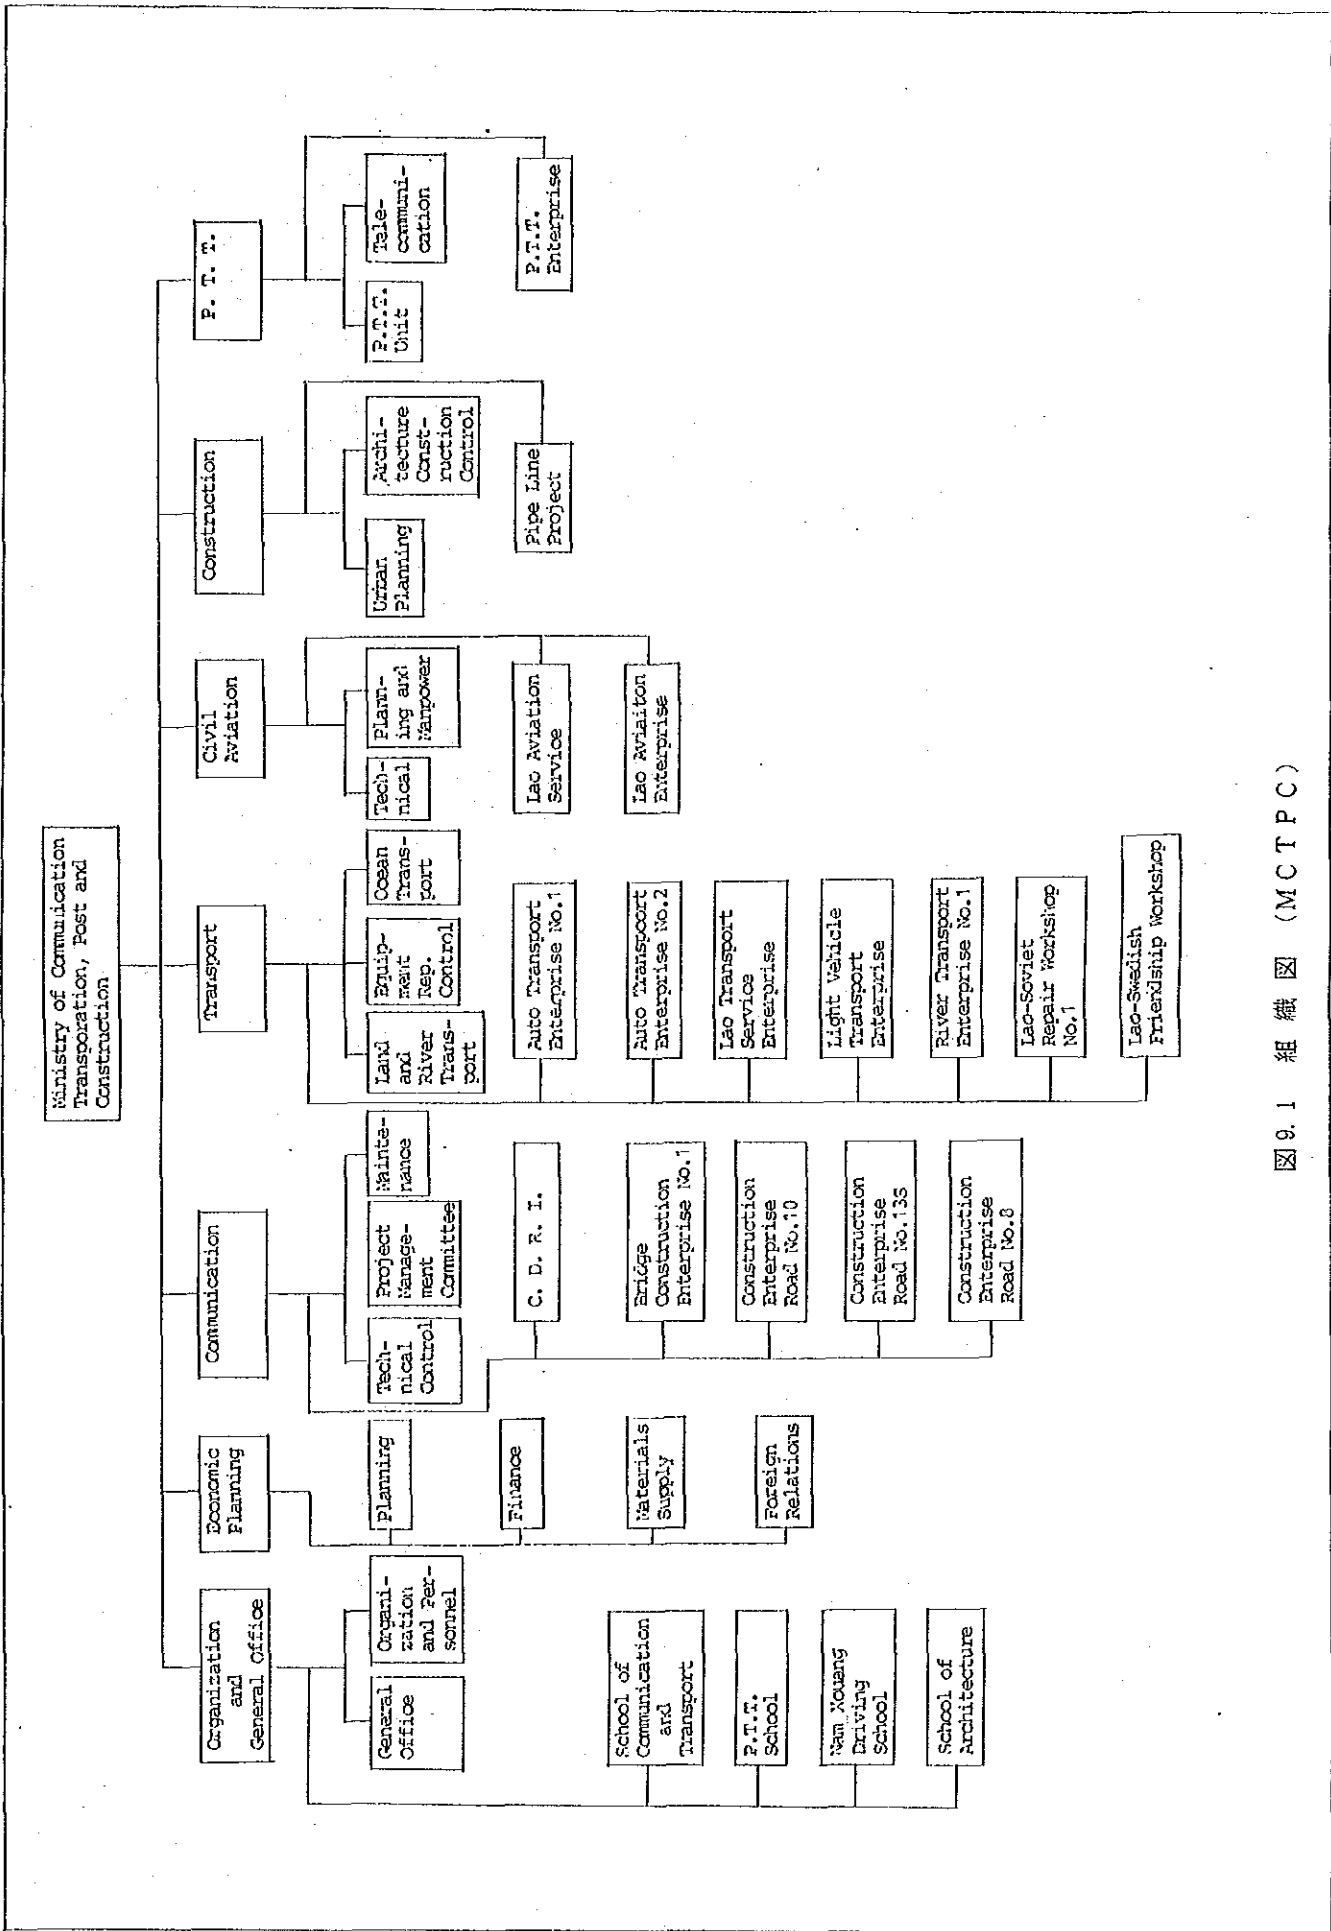 Ministry of Communication
Transporation, Post and
Construction
Organization
and
General Office
Economic
Planning
Communication
Transport
Civil
Aviation
Construction
P. T. T.
General
Office
Organi-
zation
and Per-
sonnel
Planning
Tech-
nical
Control
Project
Manage-
ment
Committee
Mainte-
nance
Land
and
River
Trans-
port
Equip-
ment
Rep.
Control
Ocean
Trans-
port
Tech-
nical
Plann-
ing and
Manpower
Urban
Planning
Archi-
tecture
Const-
ruction
Control
P.T.T.
Unit
Tele-
communi-
cation
School of
Communication
and
Transport
P.T.T.
School
Nam Xouang
Driving
School
School of
Architecture
Finance
Materials
Supply
Foreign
Relations
C. D. R. I.
Bridge
Construction
Enterprise No.1
Construction
Enterprise
Road No.10
Construction
Enterprise
Road No.13S
Construction
Enterprise
Road No.8
Auto Transport
Enterprise No.1
Auto Transpoort
Enterprise No.2
Lao Transport
Service
Enterprise
Light Vehicle
Transport
Enterprise
River Transport
Enterprise No.1
Lao-Soviet
Repair Workshop
No.1
Lao-Swedish
Friendship Workshop
Lao Aviation
Service
Lao Aviaiton
Enterprise
Pipe Line
Project
P.T.T.
Enterprise
図9.1 組織図 (MCTPC)